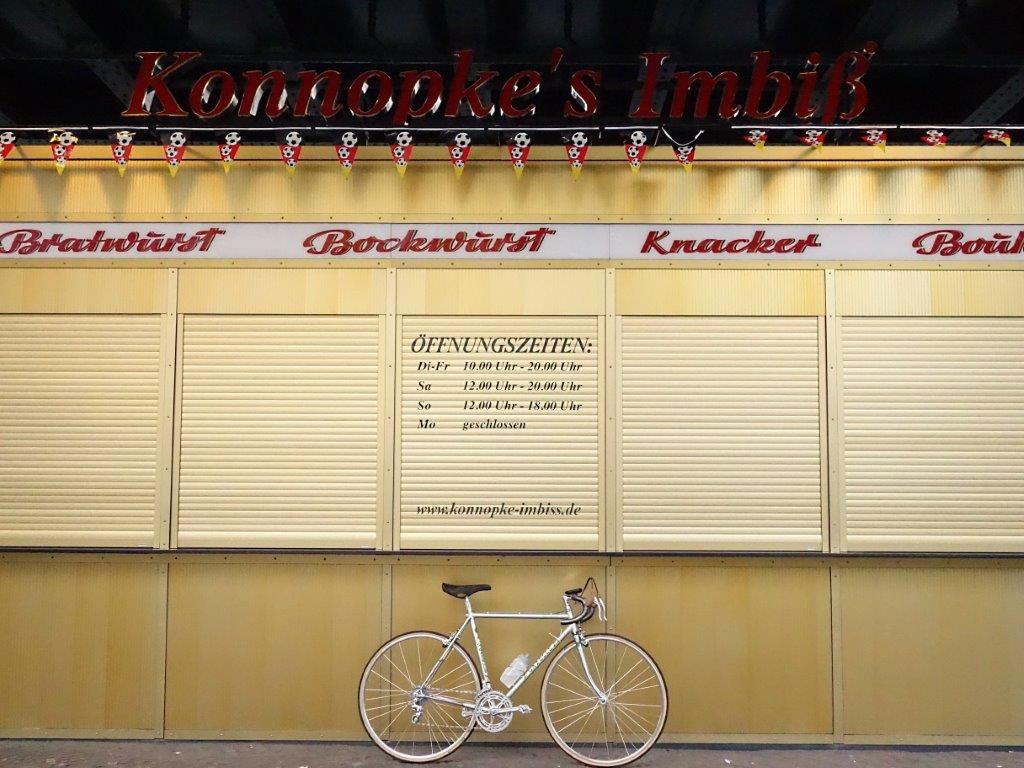 Konnopke's Imbiß
Bratwurst Bockwurst Knacker
ÖFFNUNGSZEITEN:
Di-Fr 10.00 Uhr - 20.00 Uhr
Sa 12.00 Uhr - 20.00 Uhr
So 12.00 Uhr - 18.00 Uhr
Mo geschlossen
www.konnopke-imbiss.de